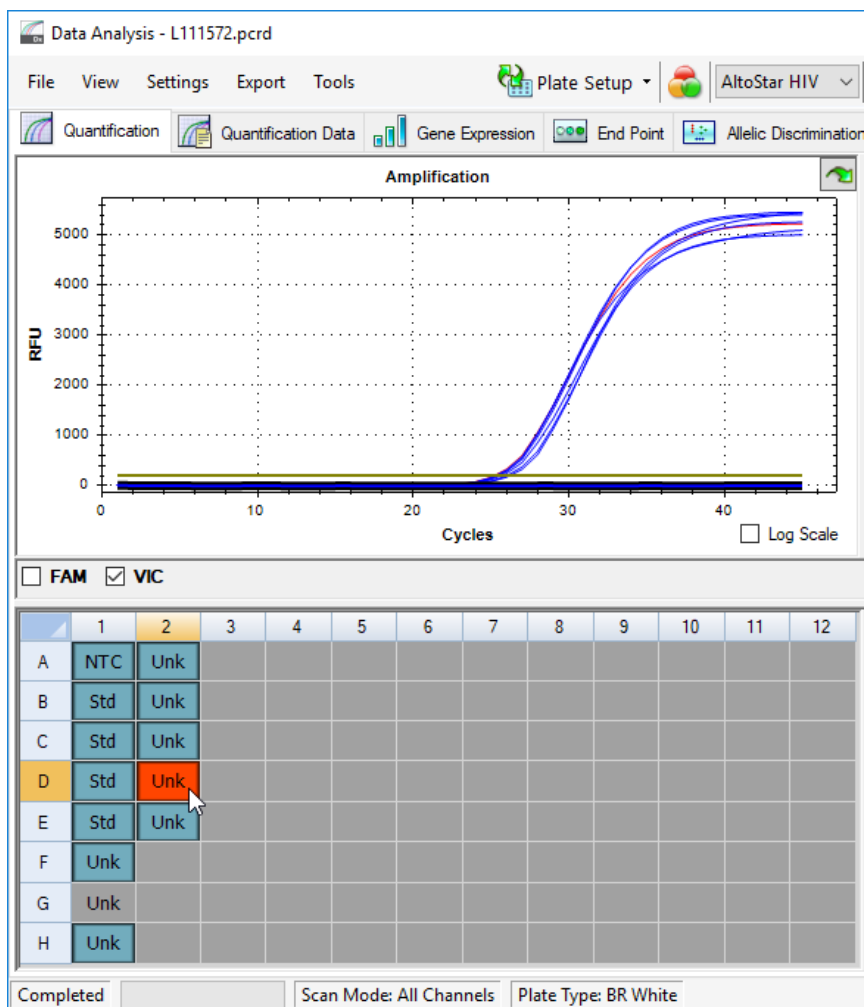 Data Analysis - L111572.pcrd
File View Settings Export Tools Plate Setup AltoStar HIV
Quantification Quantification Data Gene Expression End Point Allelic Discrimination
Amplification
RFU
5000
4000
3000
2000
1000
0
0 10 20 30 40
Cycles
Log Scale
FAM VIC
1 2 3 4 5 6 7 8 9 10 11 12
A NTC Unk
B Std Unk
C Std Unk
D Std Unk
E Std Unk
F Unk
G Unk
H Unk
Completed Scan Mode: All Channels Plate Type: BR White